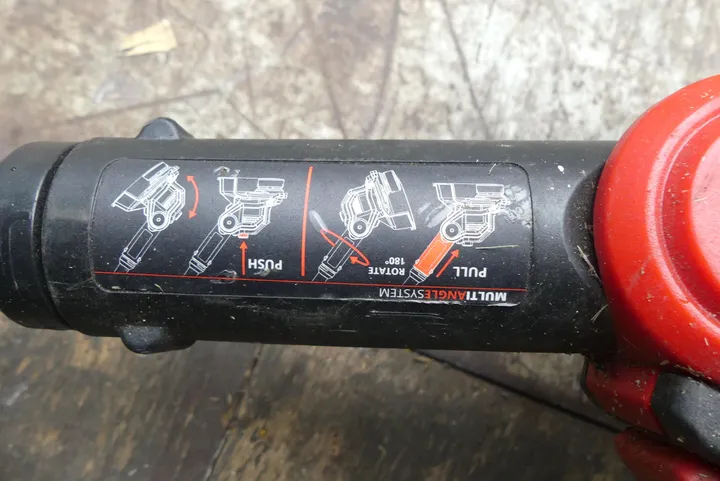 MULTIANGLESYSTEM
PULL
ROTATE
180°
PUSH